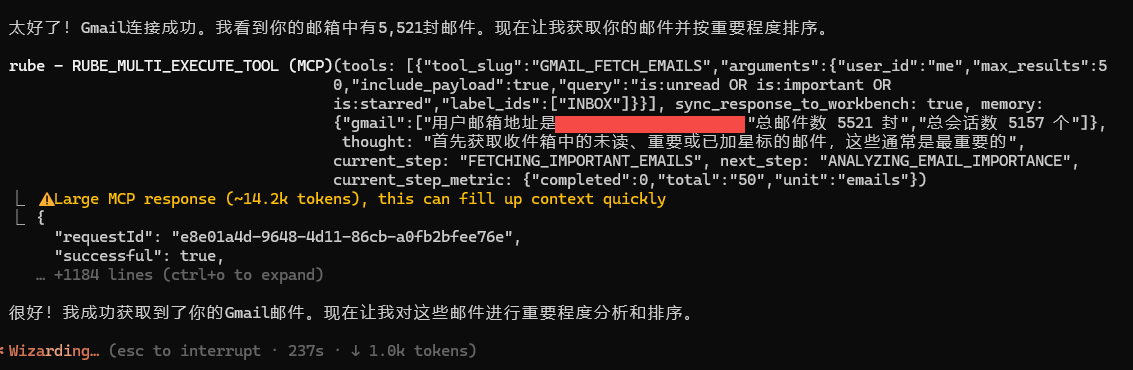 太好了！Gmail连接成功。我看到你的邮箱中有5,521封邮件。现在让我获取你的邮件并按重要程度排序。
rube - RUBE_MULTI_EXECUTE_TOOL (MCP)(tools: [{"tool_slug":"GMAIL_FETCH_EMAILS","arguments":{"user_id":"me","max_results":5
0,"include_payload":true,"query":"is:unread OR is:important OR
is:starred","label_ids":["INBOX"]}}], sync_response_to_workbench: true, memory:
{"gmail":["用户邮箱地址是 "总邮件数 5521 封","总会话数 5157 个"]},
thought: "首先获取收件箱中的未读、重要或已加星标的邮件，这些通常是最重要的",
current_step: "FETCHING_IMPORTANT_EMAILS", next_step: "ANALYZING_EMAIL_IMPORTANCE",
current_step_metric: {"completed":0,"total":"50","unit":"emails"})
⎿ ⚠Large MCP response (~14.2k tokens), this can fill up context quickly
⎿ {
"requestId": "e8e01a4d-9648-4d11-86cb-a0fb2bfee76e",
"successful": true,
… +1184 lines (ctrl+o to expand)
很好！我成功获取到了你的Gmail邮件。现在让我对这些邮件进行重要程度分析和排序。
* Wizarding… (esc to interrupt · 237s · ↓ 1.0k tokens)